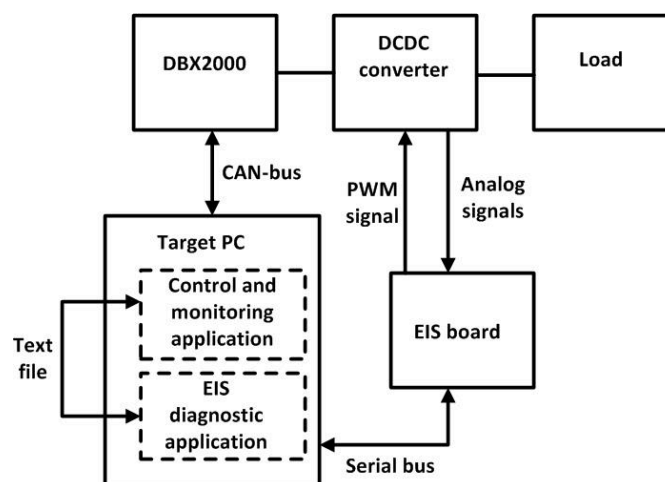 DBX2000
DCDC
converter
Load
CAN-bus
PWM
signal
Analog
signals
Target PC
Control and
monitoring
application
Text
file
EIS
diagnostic
application
EIS board
Serial bus